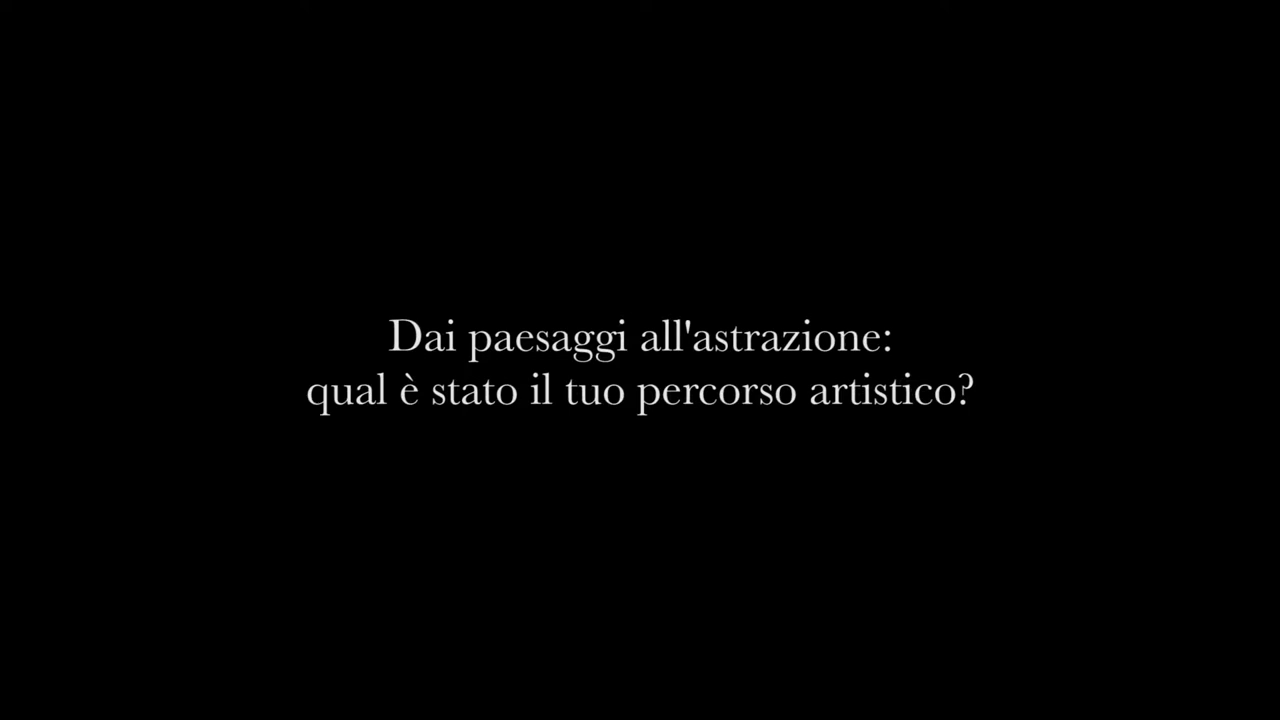 Dai paesaggi all'astrazione:
qual è stato il tuo percorso artistico?